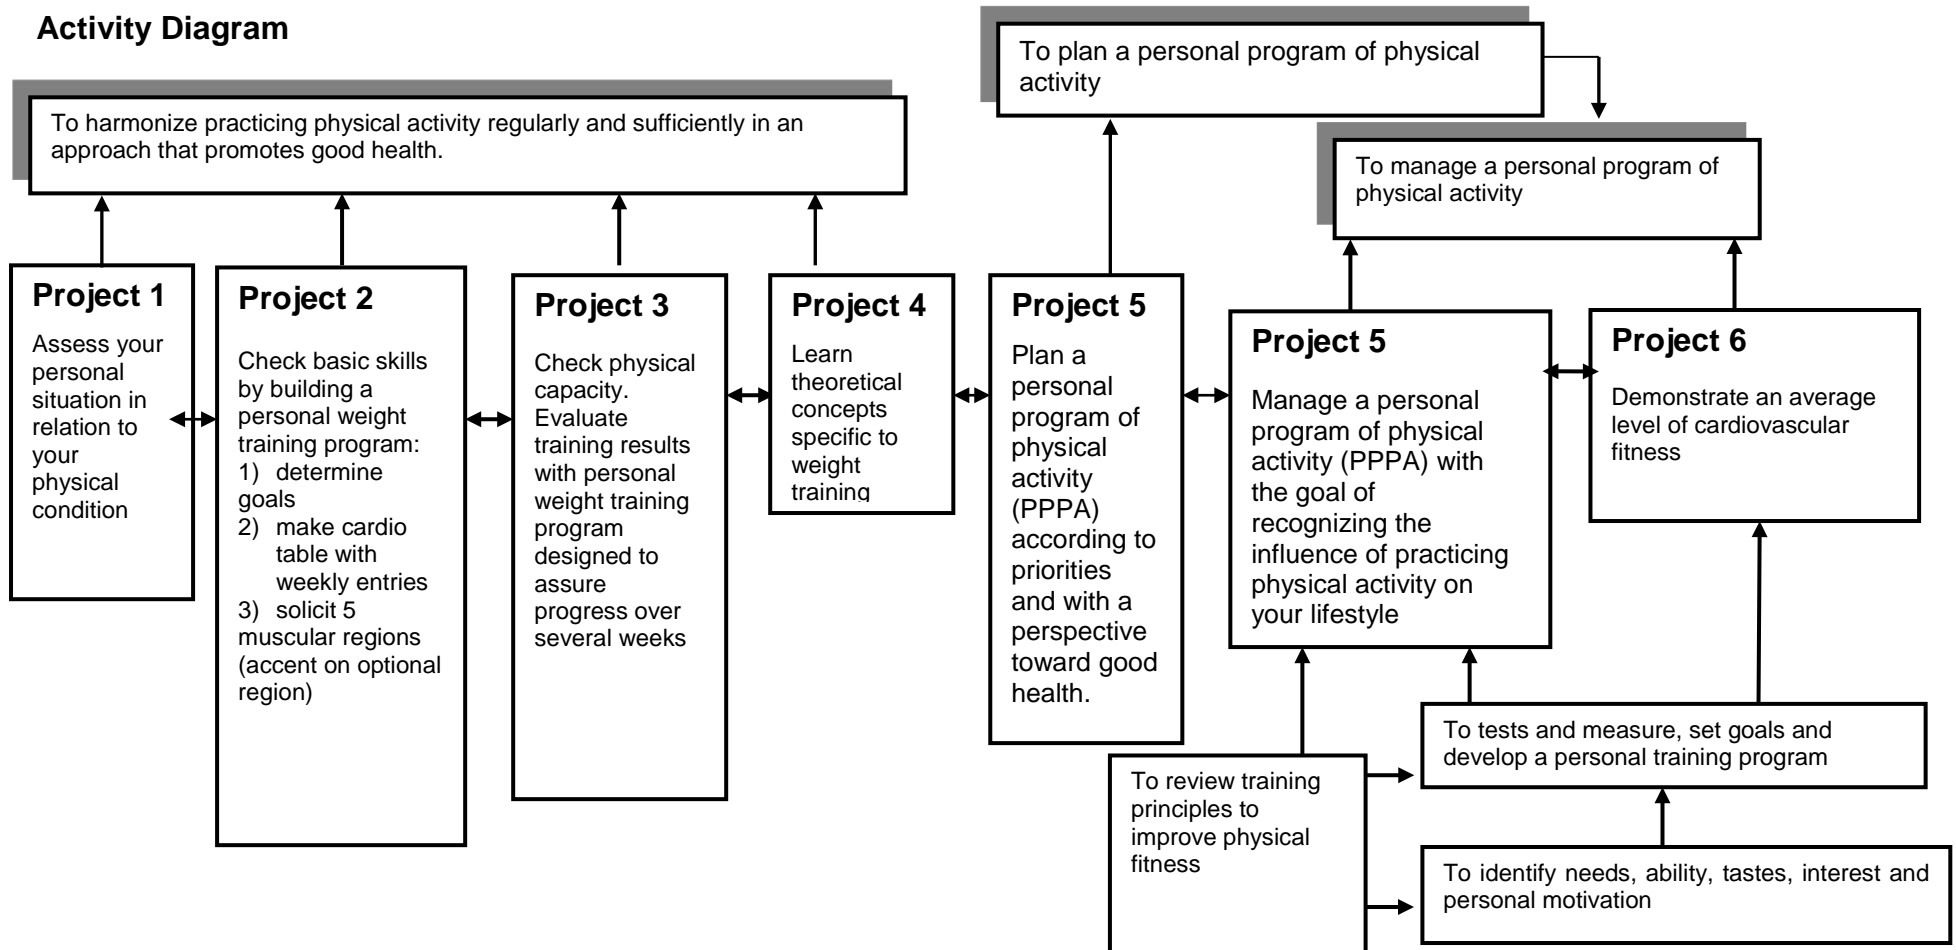 Activity Diagram
To plan a personal program of physical
activity
To harmonize practicing physical activity regularly and sufficiently in an
approach that promotes good health.
To manage a personal program of
physical activity
Project 1
Assess your
personal
situation in
relation to
your
physical
condition
Project 2
Check basic skills
by building a
personal weight
training program:
1) determine
goals
2) make cardio
table with
weekly entries
3) solicit 5
muscular regions
(accent on optional
region)
Project 3
Check physical
capacity.
Evaluate
training results
with personal
weight training
program
designed to
assure
progress over
several weeks
Project 4
Learn
theoretical
concepts
specific to
weight
training
Project 5
Plan a
personal
program of
physical
activity
(PPPA)
according to
priorities
and with a
perspective
toward good
health.
Project 5
Manage a personal
program of physical
activity (PPPA) with
the goal of
recognizing the
influence of practicing
physical activity on
your lifestyle
Project 6
Demonstrate an average
level of cardiovascular
fitness
To tests and measure, set goals and
develop a personal training program
To review training
principles to
improve physical
fitness
To identify needs, ability, tastes, interest and
personal motivation